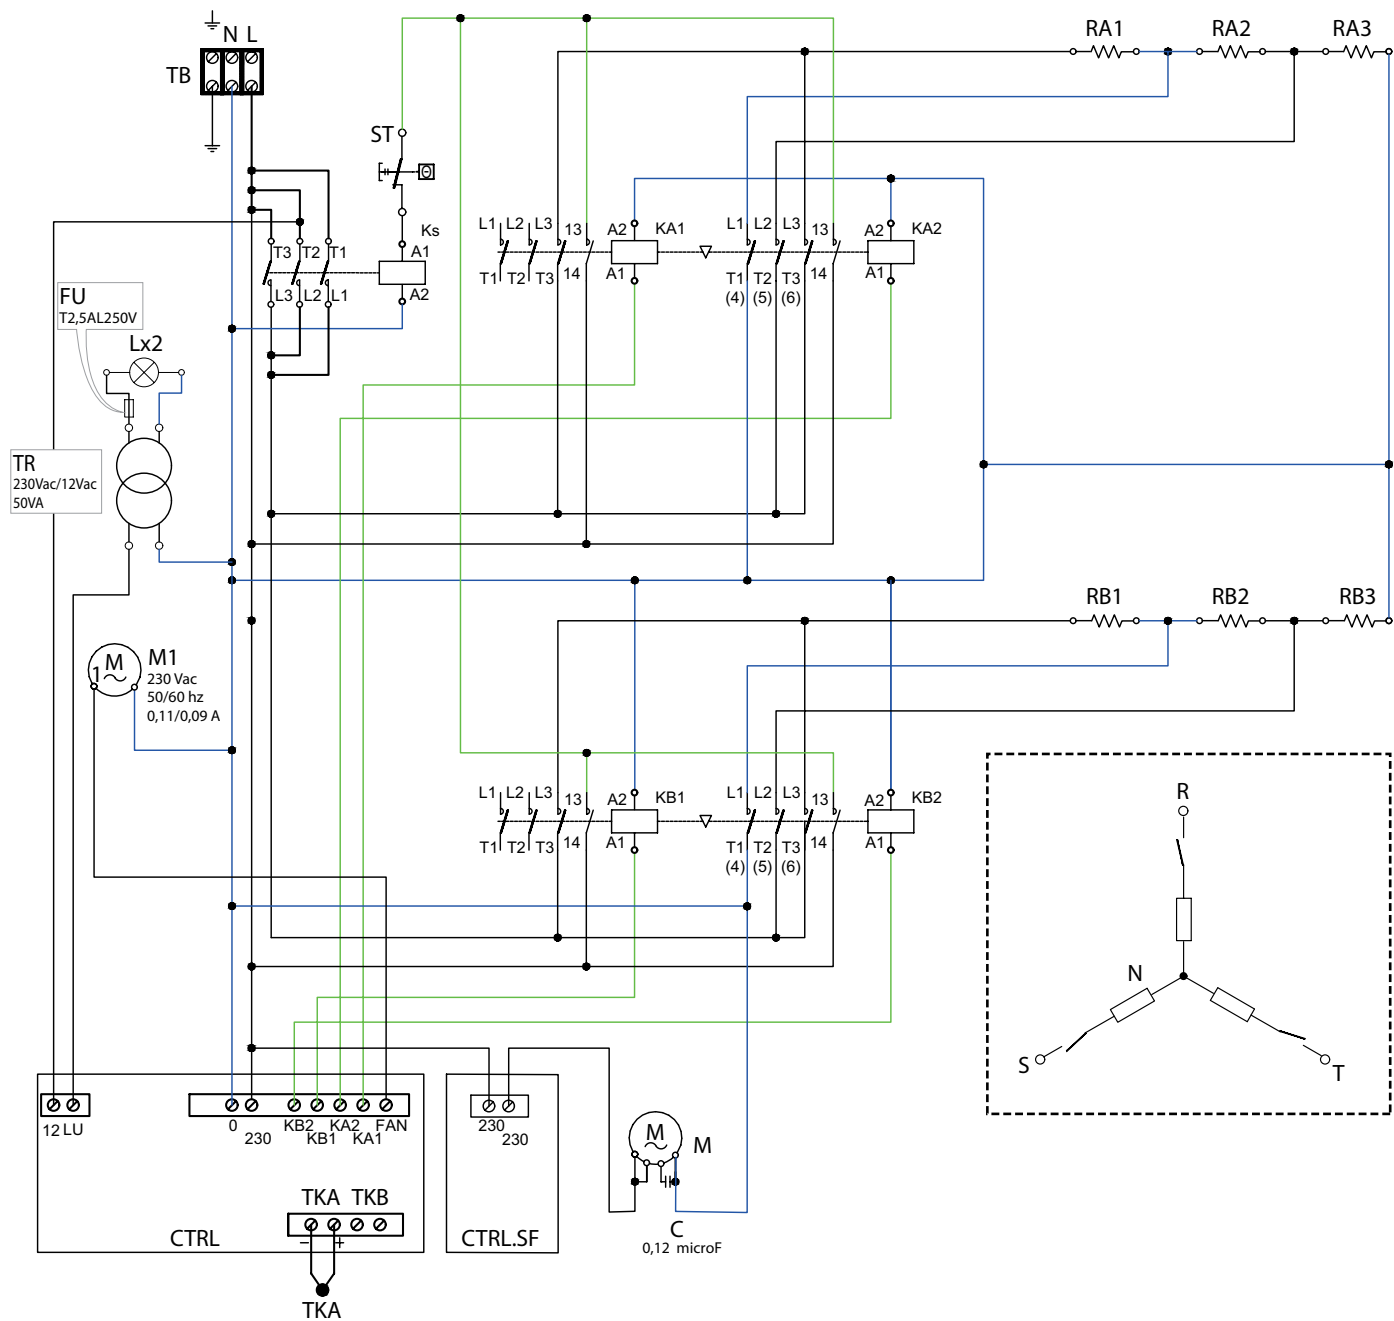 N L
TB
RA1 RA2 RA3
ST
Ks
A1
A2
T3 T2 T1
L3 L2 L1
L1 L2 L3 13
T1 T2 T3 14
A2
A1
KA1
L1 L2 L3 13
T1 T2 T3 14
(4) (5) (6)
A2
A1
KA2
FU
T2,5AL250V
Lx2
TR
230Vac/12Vac
50VA
RB1 RB2 RB3
M
1
M1
230 Vac
50/60 hz
0,11/0,09 A
L1 L2 L3 13
T1 T2 T3 14
A2
A1
KB1
L1 L2 L3 13
T1 T2 T3 14
(4) (5) (6)
A2
A1
KB2
R
N
S
T
12 LU
0 230 KB2 KB1 KA2 KA1 FAN
TKA TKB
− +
CTRL
TKA
230 230
CTRL.SF
M
M
C
0,12 microF